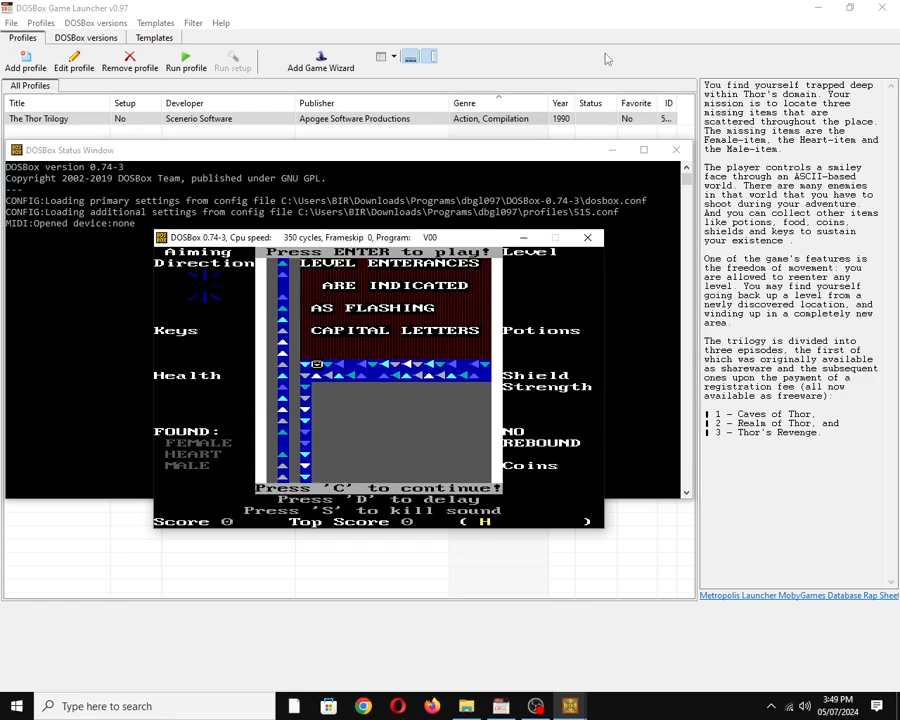 DOSBox Game Launcher v0.97
File Profiles DOSBox versions Templates Filter Help
Profiles DOSBox versions Templates
Add profile Edit profile Remove profile Run profile Run setup Add Game Wizard
All Profiles
Title Setup Developer Publisher Genre Year Status Favorite ID
The Thor Trilogy No Scenerio Software Apogee Software Productions Action, Compilation 1990 No 5...
DOSBox Status Window
DOSBox version 0.74-3
Copyright 2002-2019 DOSBox Team, published under GNU GPL.
---
CONFIG:Loading primary settings from config file C:\Users\BIR\Downloads\Programs\dbgl097\DOSBox-0.74-3\dosbox.conf
CONFIG:Loading additional settings from config file C:\Users\BIR\Downloads\Programs\dbgl097\profiles\515.conf
MIDI:Opened device:none
DOSBox 0.74-3, Cpu speed: 350 cycles, Frameskip 0, Program: V00
Aiming Press ENTER to play! Level
Direction LEVEL ENTERANCES
ARE INDICATED
AS FLASHING
Keys CAPITAL LETTERS Potions
Health Shield
Strength
FOUND: NO
FEMALE REBOUND
HEART
MALE Coins
Press 'C' to continue!
Press 'D' to delay
Press 'S' to kill sound
Score 0 Top Score 0 ( H )
You find yourself trapped deep
within Thor's domain. Your
mission is to locate three
missing items that are
scattered throughout the place.
The missing items are the
Female-item, the Heart-item and
the Male-item.
The player controls a smiley
face through an ASCII-based
world. There are many enemies
in that world that you have to
shoot during your adventure.
And you can collect other items
like potions, food, coins,
shields and keys to sustain
your existence .
One of the game's features is
the freedom of movement: you
are allowed to reenter any
level. You may find yourself
going back up a level from a
newly discovered location, and
winding up in a completely new
area.
The trilogy is divided into
three episodes, the first of
which was originally available
as shareware and the subsequent
ones upon the payment of a
registration fee (all now
available as freeware):
1 – Caves of Thor,
2 – Realm of Thor, and
3 – Thor's Revenge.
Metropolis Launcher MobyGames Database Rap Sheet
Type here to search
3:49 PM
05/07/2024